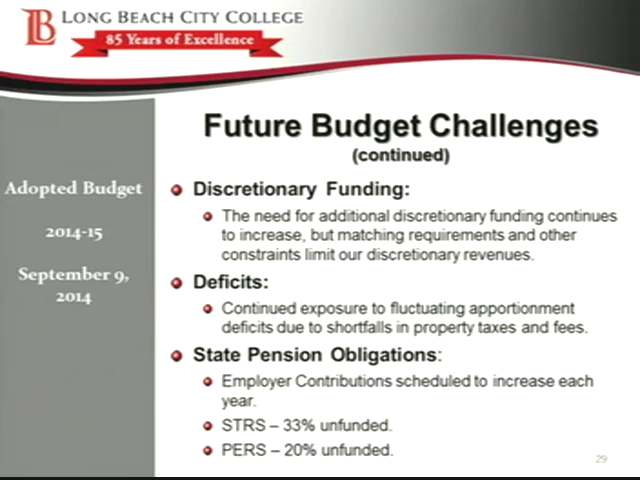 LB LONG BEACH CITY COLLEGE
85 Years of Excellence
Future Budget Challenges
(continued)
Adopted Budget
2014-15
September 9,
2014
Discretionary Funding:
The need for additional discretionary funding continues
to increase, but matching requirements and other
constraints limit our discretionary revenues.
Deficits:
Continued exposure to fluctuating apportionment
deficits due to shortfalls in property taxes and fees.
State Pension Obligations:
Employer Contributions scheduled to increase each
year.
STRS – 33% unfunded.
PERS – 20% unfunded.
29